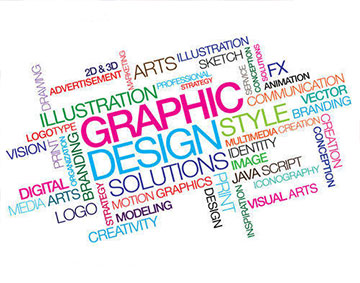 2D & 3D
ADVERTISEMENT
DRAWING
MARKETING
ARTS
ILLUSTRATION
SKETCH
PROFESSIONAL
STRATEGY
SERVICE
CONCEPTION
SOLUTIONS
FX
ANIMATION
COMMUNICATION
VECTOR
BRANDING
ILLUSTRATION
LOGOTYPE
VISION
PRINT
ORGANIZATION
BRANDING
GRAPHIC
DESIGN
STYLE
MULTIMEDIA
CREATION
CREATION
CONCEPTION
IDENTITY
IMAGE
JAVA SCRIPT
ICONOGRAPHY
VISUAL ARTS
INSPIRATION
SOLUTIONS
DIGITAL
MEDIA ARTS
LOGO
STRATEGY
MOTION GRAPHICS
MODELING
CREATIVITY
DESIGN
PRINT